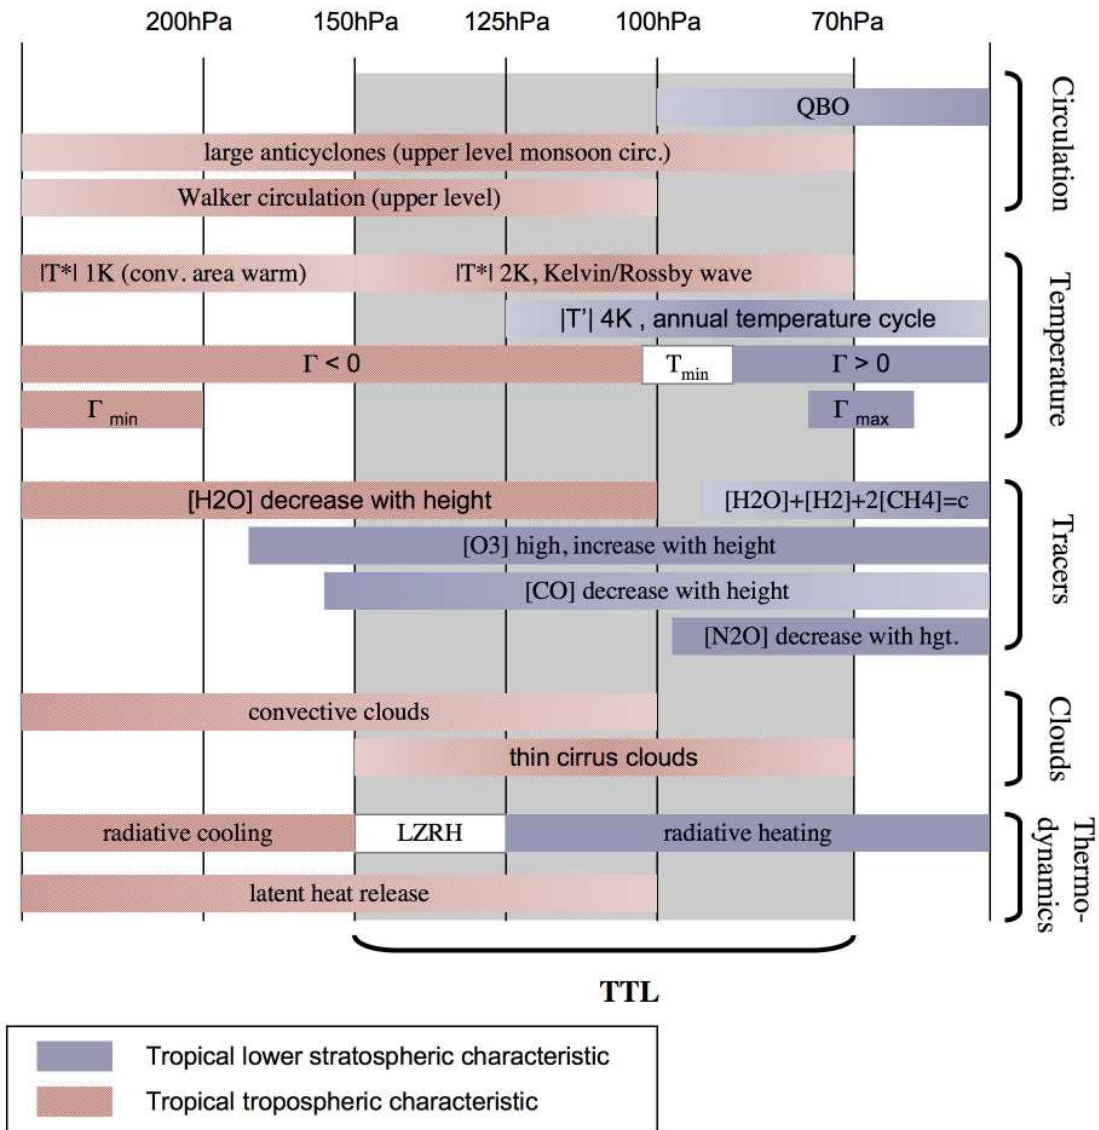 200hPa 150hPa 125hPa 100hPa 70hPa
QBO
large anticyclones (upper level monsoon circ.)
Walker circulation (upper level)
Circulation
|T*| 1K (conv. area warm) |T*| 2K, Kelvin/Rossby wave
|T'| 4K , annual temperature cycle
Γ < 0 Tmin Γ > 0
Γ min Γ max
Temperature
[H2O] decrease with height [H2O]+[H2]+2[CH4]=c
[O3] high, increase with height
[CO] decrease with height
[N2O] decrease with hgt.
Tracers
convective clouds
thin cirrus clouds
Clouds
radiative cooling LZRH radiative heating
latent heat release
Thermo-
dynamics
TTL
Tropical lower stratospheric characteristic
Tropical tropospheric characteristic